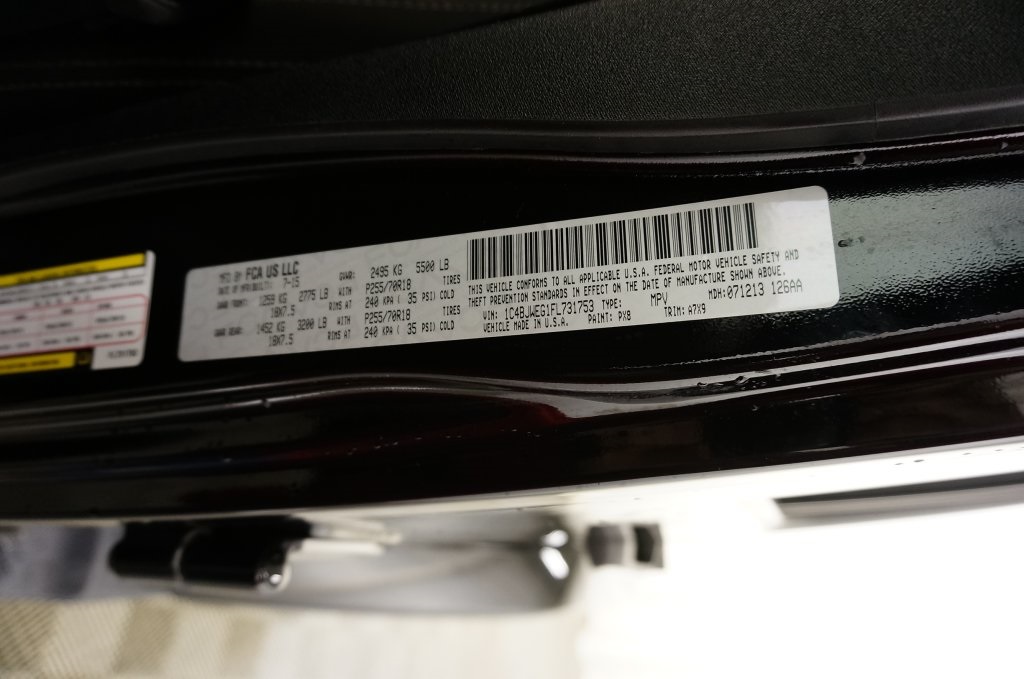 MFD BY: FCA US LLC
DATE OF MFR: 7-15 GVWR: 2495 KG 5500 LB
GAWR FRONT: 1259 KG 2775 LB WITH P255/70R18 TIRES
18X7.5 RIMS AT 240 KPA ( 35 PSI) COLD
GAWR REAR: 1452 KG 3200 LB WITH P255/70R18 TIRES
18X7.5 RIMS AT 240 KPA ( 35 PSI) COLD
THIS VEHICLE CONFORMS TO ALL APPLICABLE U.S.A. FEDERAL MOTOR VEHICLE SAFETY AND
THEFT PREVENTION STANDARDS IN EFFECT ON THE DATE OF MANUFACTURE SHOWN ABOVE.
VIN: 1C4BJWEG1FL731753 TYPE: MPV MDH: 071213 126AA
VEHICLE MADE IN U.S.A. PAINT: PX8 TRIM: A7X9